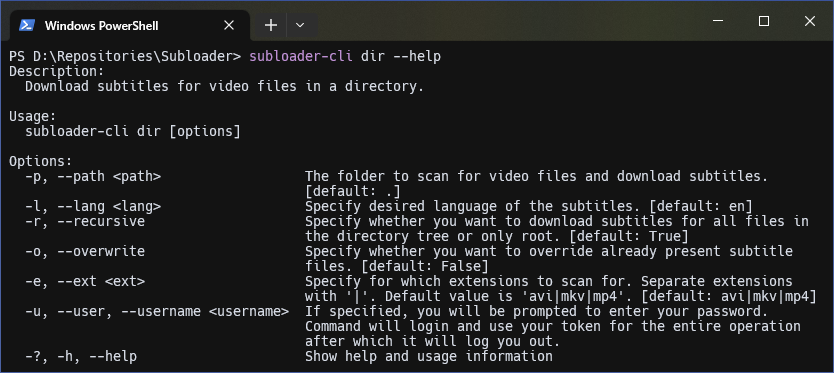 Windows PowerShell
PS D:\Repositories\Subloader> subloader-cli dir --help
Description:
  Download subtitles for video files in a directory.

Usage:
  subloader-cli dir [options]

Options:
  -p, --path <path>                  The folder to scan for video files and download subtitles.
                                     [default: .]
  -l, --lang <lang>                  Specify desired language of the subtitles. [default: en]
  -r, --recursive                    Specify whether you want to download subtitles for all files in
                                     the directory tree or only root. [default: True]
  -o, --overwrite                    Specify whether you want to override already present subtitle
                                     files. [default: False]
  -e, --ext <ext>                    Specify for which extensions to scan for. Separate extensions
                                     with '|'. Default value is 'avi|mkv|mp4'. [default: avi|mkv|mp4]
  -u, --user, --username <username>  If specified, you will be prompted to enter your password.
                                     Command will login and use your token for the entire operation
                                     after which it will log you out.
  -?, -h, --help                     Show help and usage information